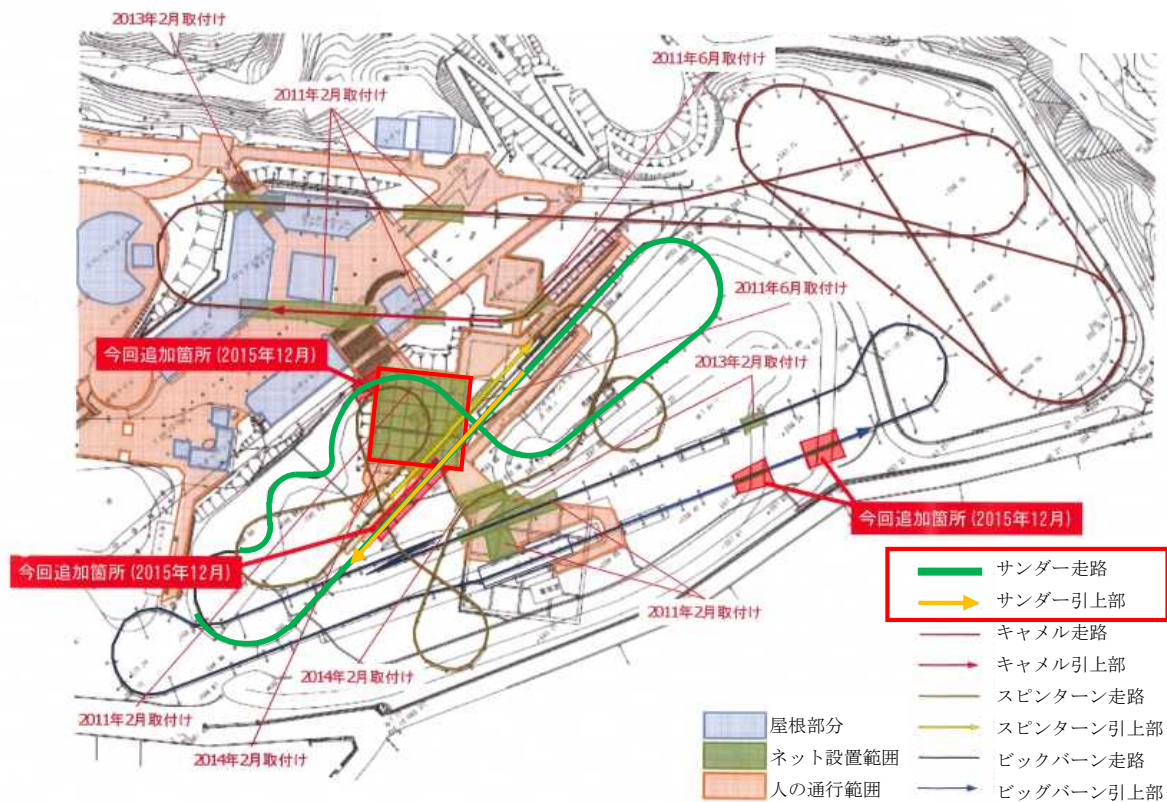 2013年2月取付け
2011年6月取付け
2011年2月取付け
2011年6月取付け
今回追加箇所(2015年12月)
2013年2月取付け
今回追加箇所(2015年12月)
今回追加箇所(2015年12月)
2011年2月取付け
2014年2月取付け
2011年2月取付け
2014年2月取付け
サンダー走路
サンダー引上部
キャメル走路
キャメル引上部
スピンターン走路
スピンターン引上部
ビックバーン走路
ビッグバーン引上部
屋根部分
ネット設置範囲
人の通行範囲